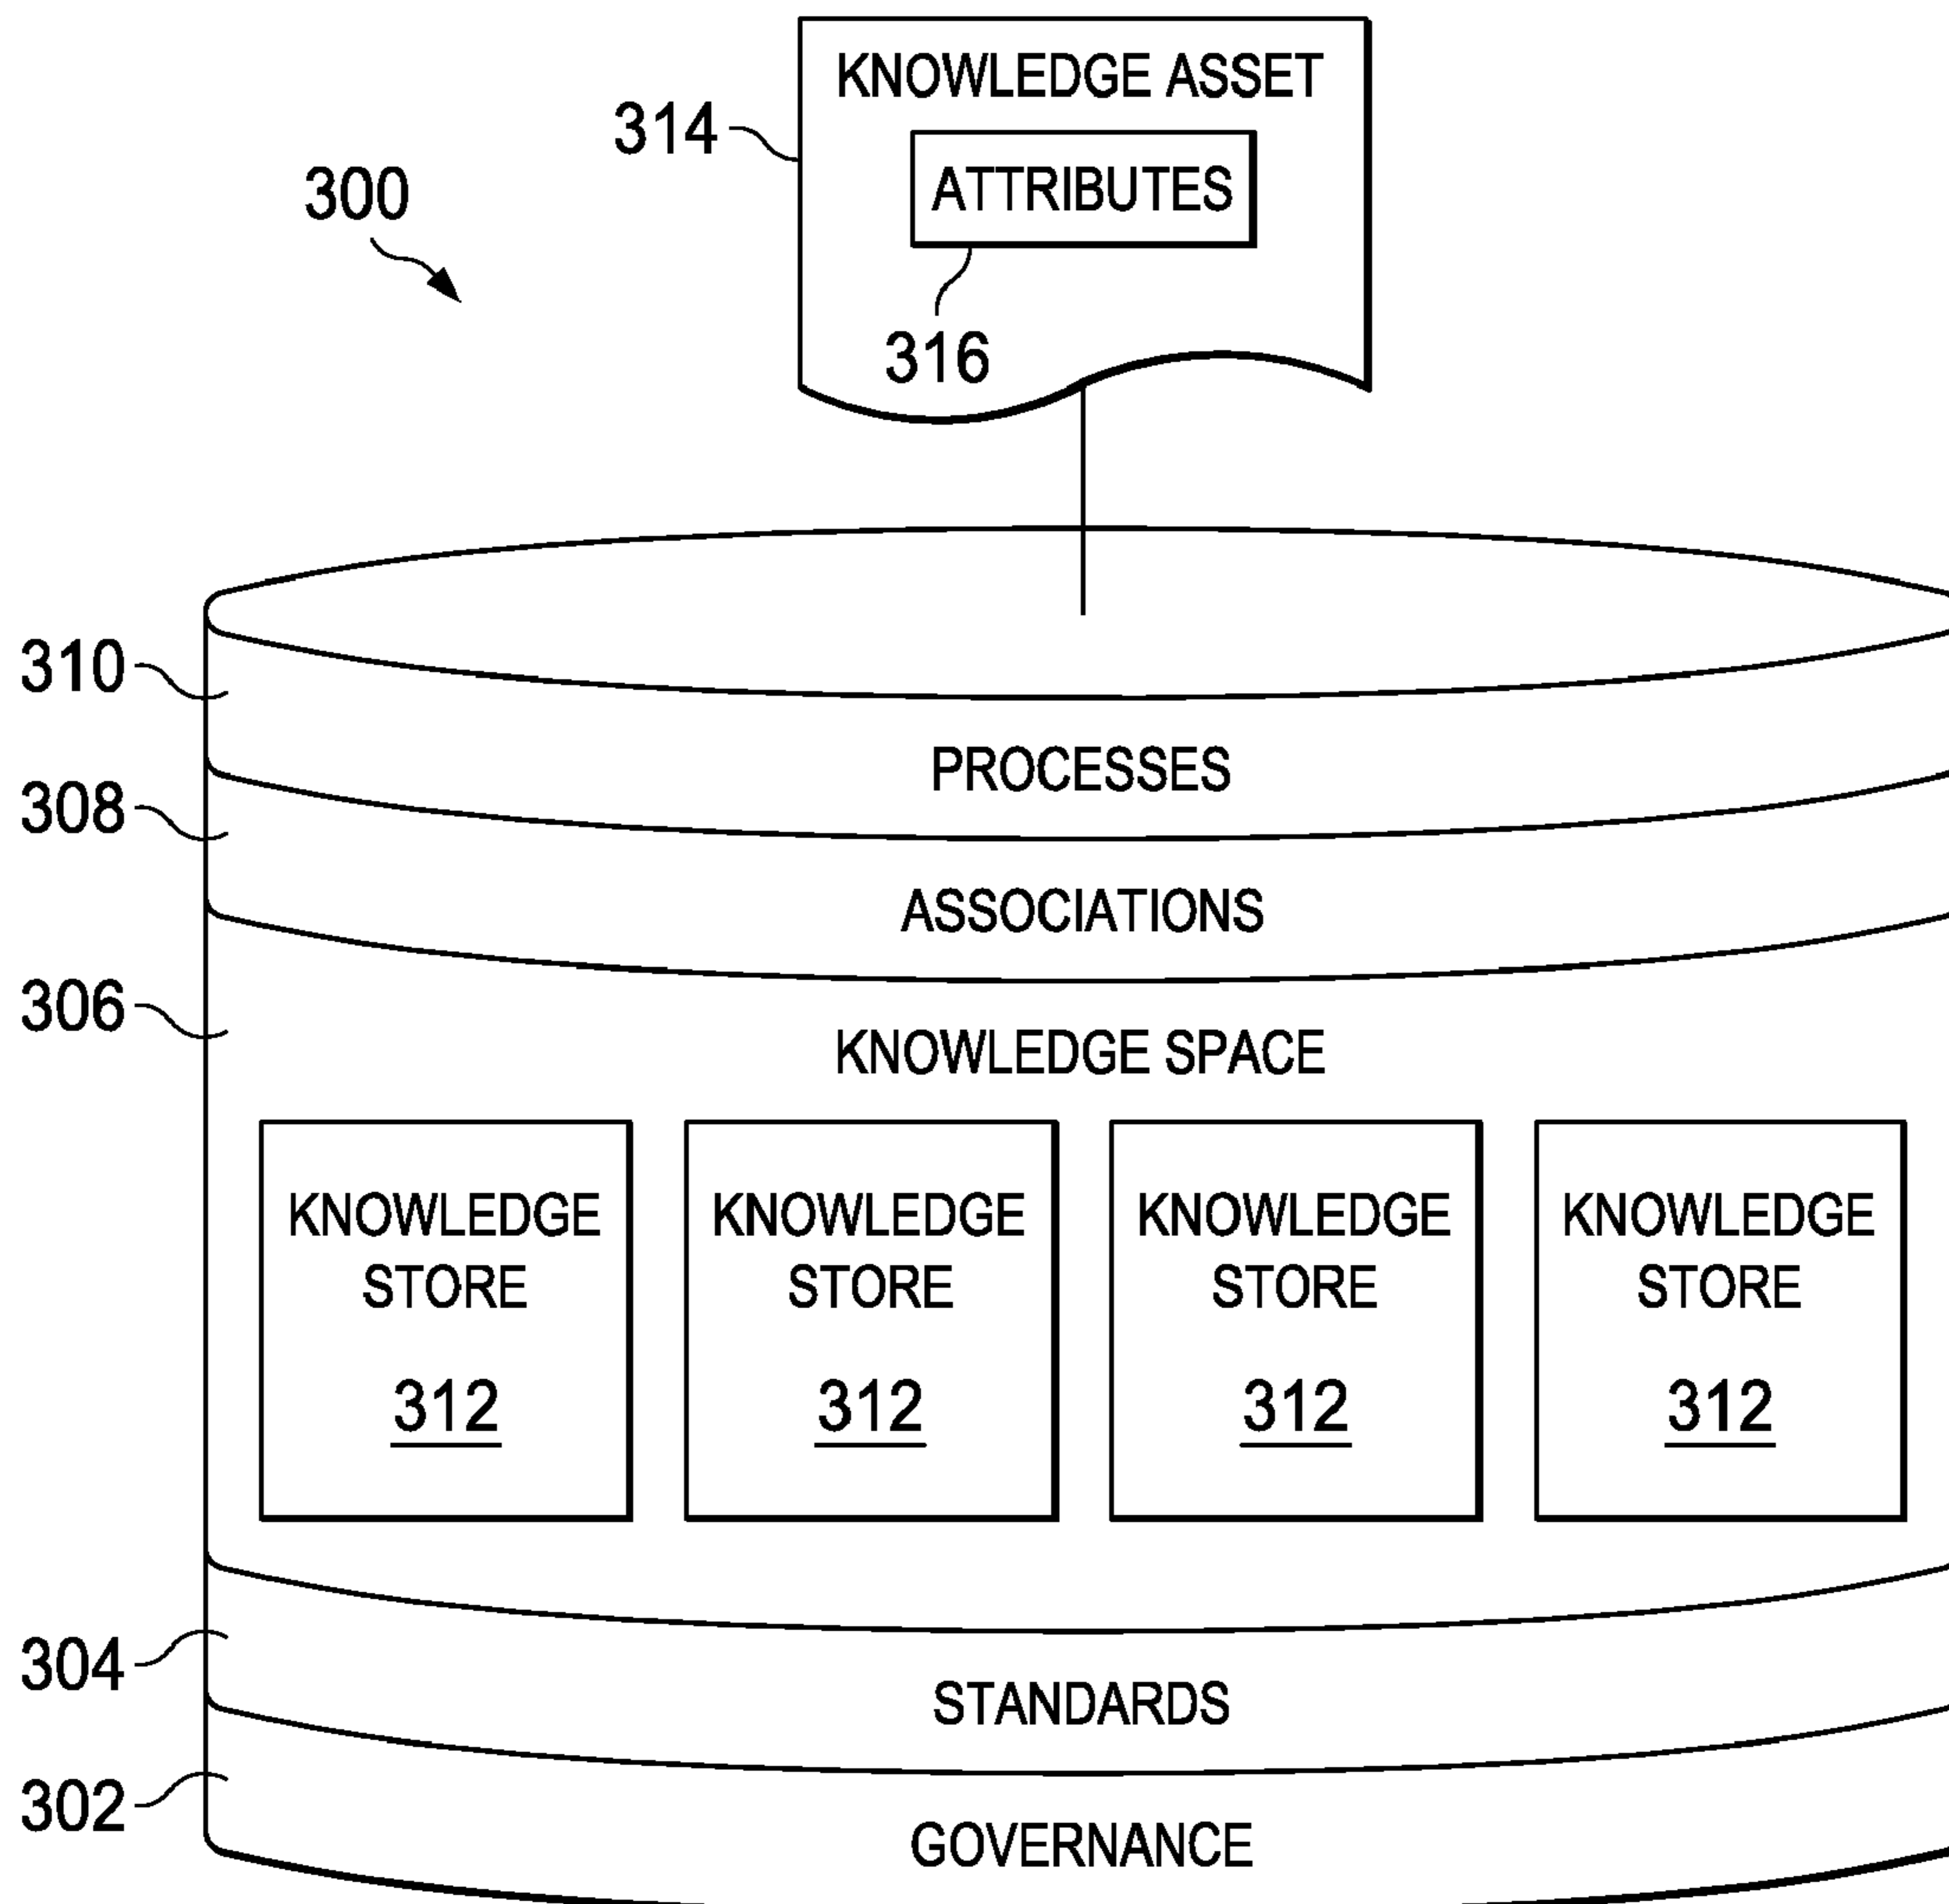 KNOWLEDGE ASSET
314
ATTRIBUTES
300
316
310
PROCESSES
308
ASSOCIATIONS
306
KNOWLEDGE SPACE
KNOWLEDGE STORE 312
KNOWLEDGE STORE 312
KNOWLEDGE STORE 312
KNOWLEDGE STORE 312
304
STANDARDS
302
GOVERNANCE